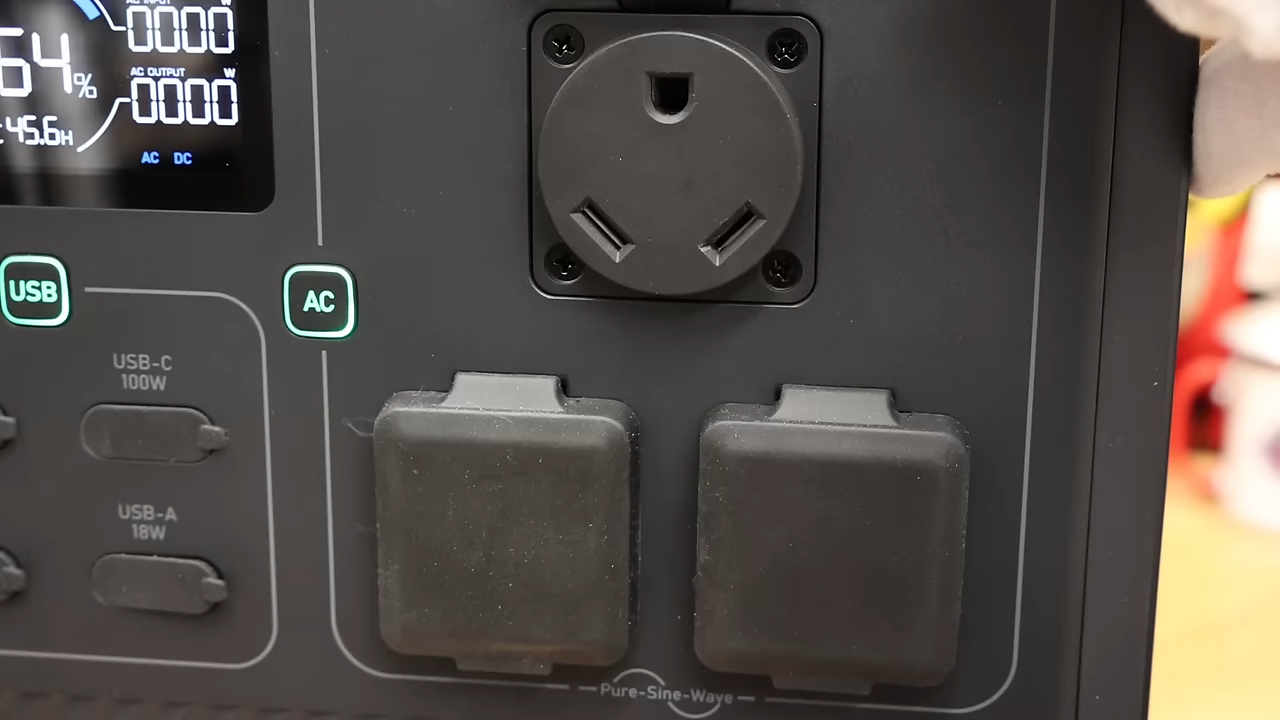 AC INPUT W
0000
64%
AC OUTPUT W
0000
45.6H
AC DC
USB
AC
USB-C
100W
USB-A
18W
Pure-Sine-Wave